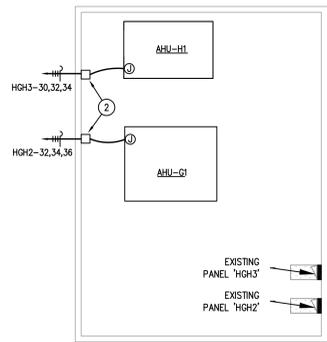 AHU-H1
J
HGH3-30,32,34
2
HGH2-32,34,36
J
AHU-G1
EXISTING
PANEL 'HGH3'
EXISTING
PANEL 'HGH2'